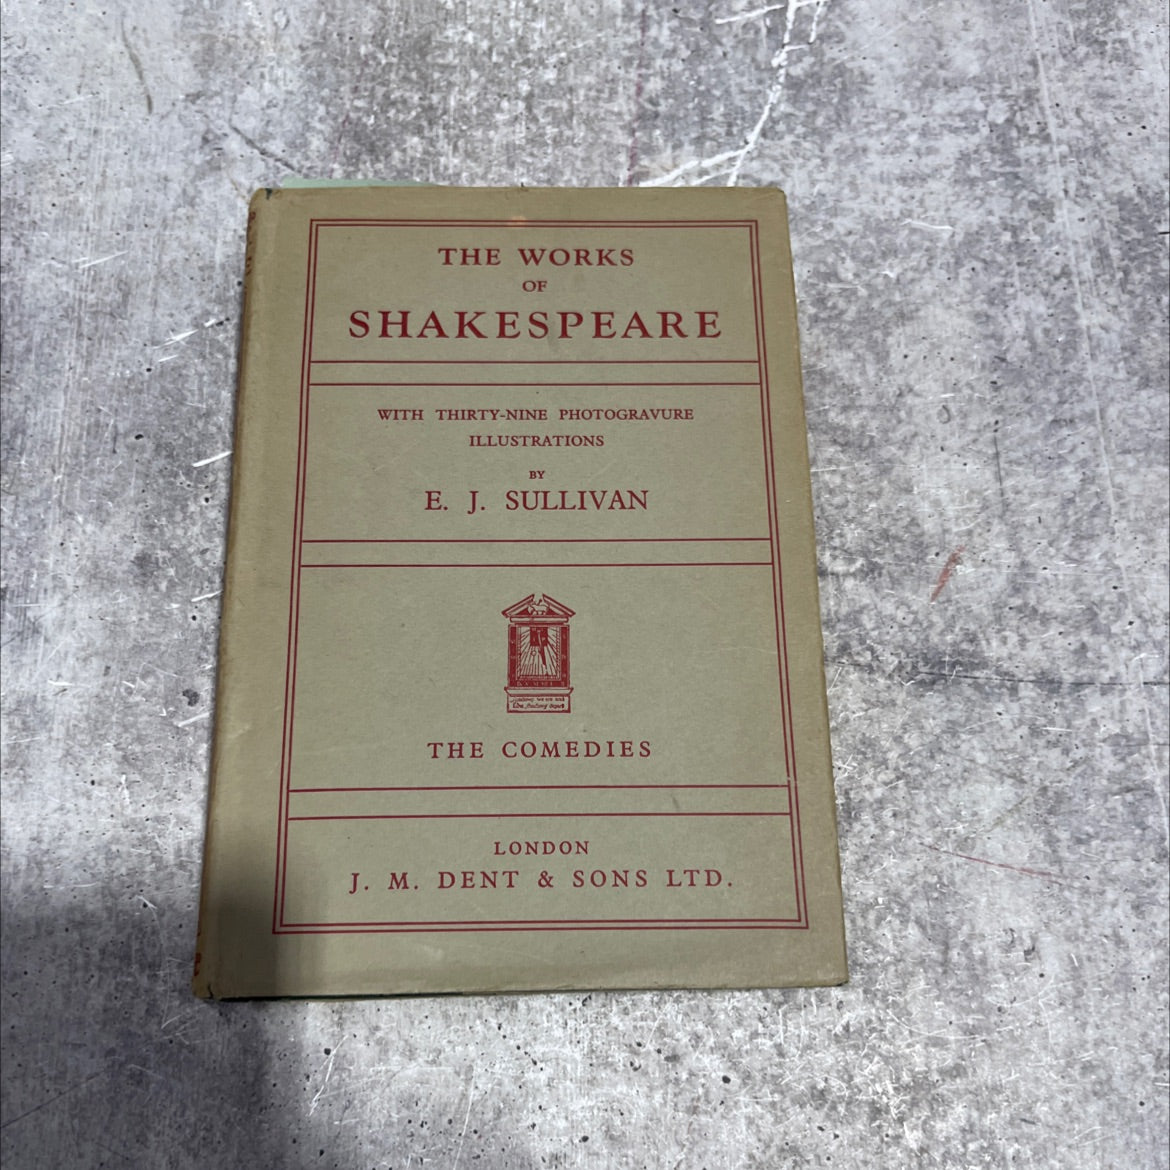 THE WORKS
OF
SHAKESPEARE
WITH THIRTY-NINE PHOTOGRAVURE
ILLUSTRATIONS
BY
E. J. SULLIVAN
THE COMEDIES
LONDON
J. M. DENT & SONS LTD.